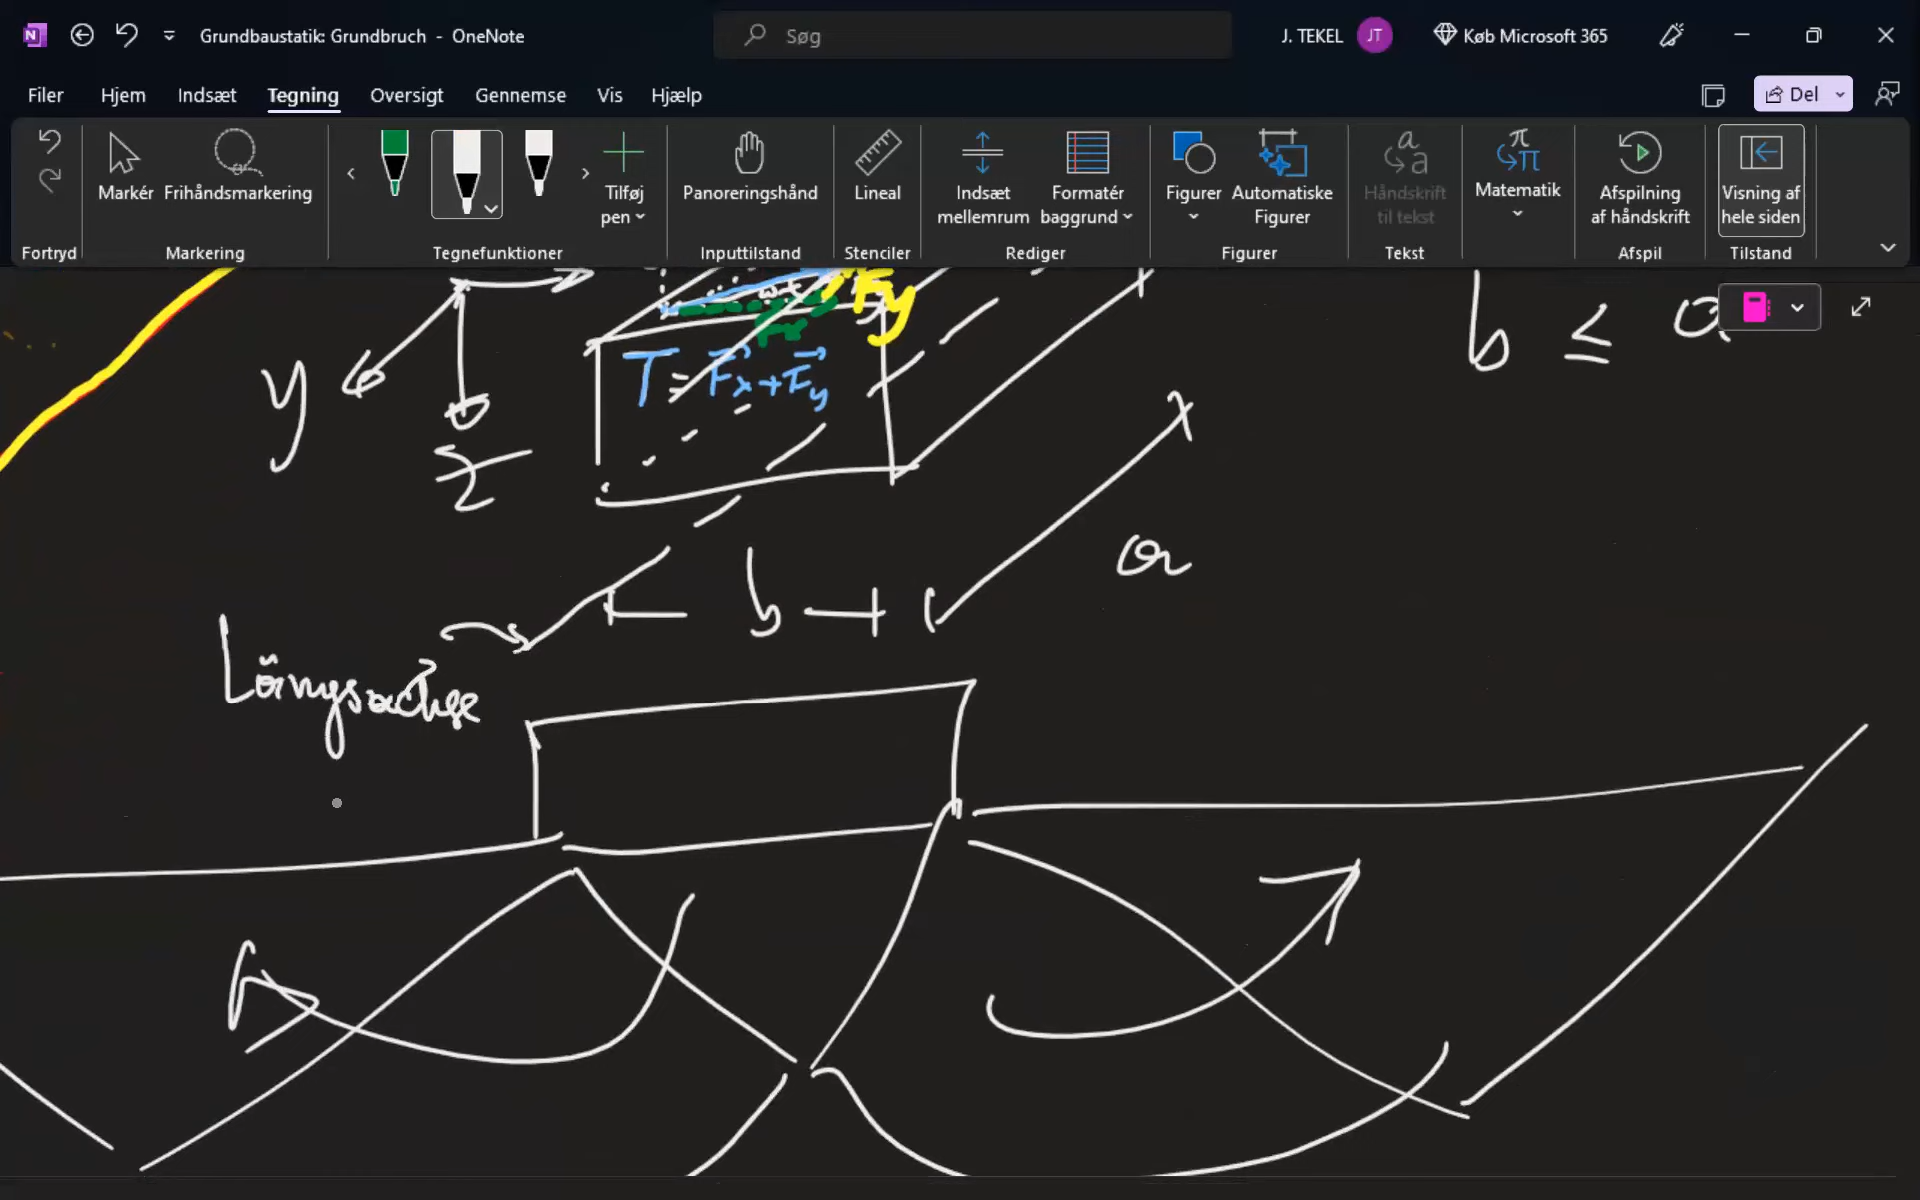 Grundbaustatik: Grundbruch - OneNote
Søg
J. TEKEL
JT
Køb Microsoft 365
Filer
Hjem
Indsæt
Tegning
Oversigt
Gennemse
Vis
Hjælp
Del
Markér
Frihåndsmarkering
Tilføj pen
Panoreringshånd
Lineal
Indsæt mellemrum
Formatér baggrund
Figurer
Automatiske Figurer
Håndskrift til tekst
Matematik
Afspilning af håndskrift
Visning af hele siden
Fortryd
Markering
Tegnefunktioner
Inputtilstand
Stenciler
Rediger
Figurer
Tekst
Afspil
Tilstand
Fy
b ≤ a
y
T = Fx + Fy
z
b
a
Längsachse